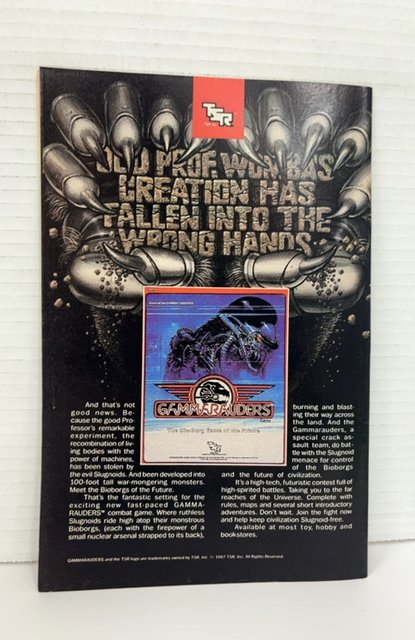 TSR
ODD PROF. WOMBAS
CREATION HAS
FALLEN INTO THE
WRONG HANDS.
GAMMARAUDERS
Game
The Bio-Borg Game of the Future
TSR
And that's not
good news. Be-
cause the good Pro-
fessor's remarkable
experiment, the
recombination of liv-
ing bodies with the
power of machines,
has been stolen by
the evil Slugnoids. And been developed into
100-foot tall war-mongering monsters.
Meet the Bioborgs of the Future.
That's the fantastic setting for the
exciting new fast-paced GAMMA-
RAUDERS™ combat game. Where ruthless
Slugnoids ride high atop their monstrous
Bioborgs, (each with the firepower of a
small nuclear arsenal strapped to its back),
burning and blast-
ing their way across
the land. And the
Gammarauders, a
special crack as-
sault team, do bat-
tle with the Slugnoid
menace for control
of the Bioborgs
and the future of civilization.
It's a high-tech, futuristic contest full of
high-spirited battles. Taking you to the far
reaches of the Universe. Complete with
rules, maps and several short introductory
adventures. Don't wait. Join the fight now
and help keep civilization Slugnoid-free.
Available at most toy, hobby and
bookstores.
GAMMARAUDERS and the TSR logo are trademarks owned by TSR, Inc. © 1987 TSR, Inc. All Rights Reserved.